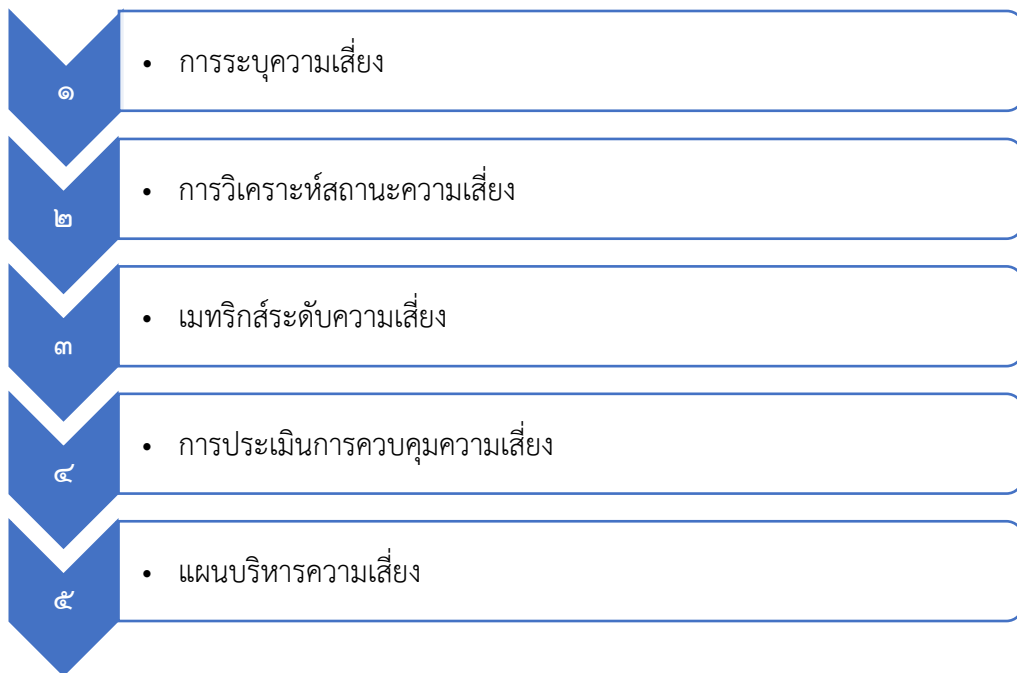 ๑
• การระบุความเสี่ยง
๒
• การวิเคราะห์สถานะความเสี่ยง
๓
• เมทริกส์ระดับความเสี่ยง
๔
• การประเมินการควบคุมความเสี่ยง
๕
• แผนบริหารความเสี่ยง